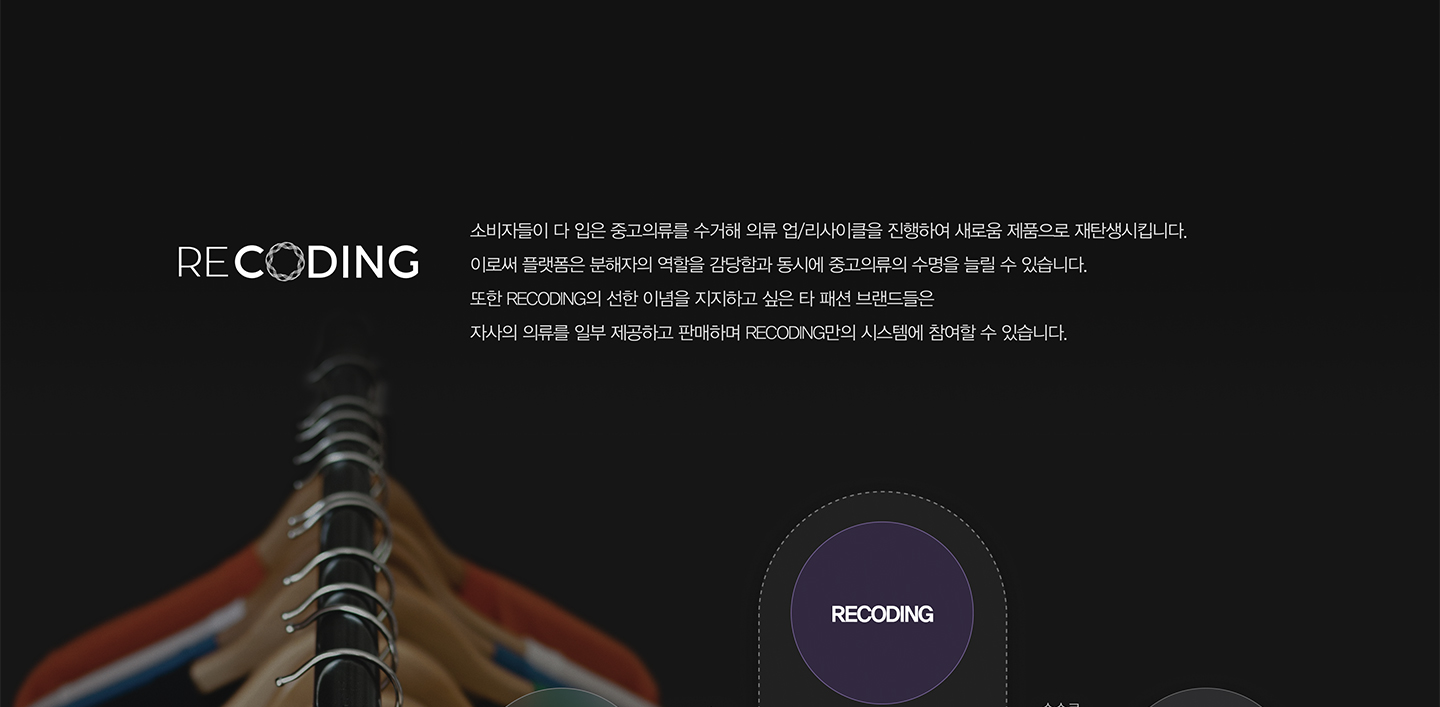 RECODING
소비자들이 다 입은 중고의류를 수거해 의류 업/리사이클을 진행하여 새로움 제품으로 재탄생시킵니다.
이로써 플랫폼은 분해자의 역할을 감당함과 동시에 중고의류의 수명을 늘릴 수 있습니다.
또한 RECODING의 선한 이념을 지지하고 싶은 타 패션 브랜드들은
자사의 의류를 일부 제공하고 판매하며 RECODING만의 시스템에 참여할 수 있습니다.
RECODING